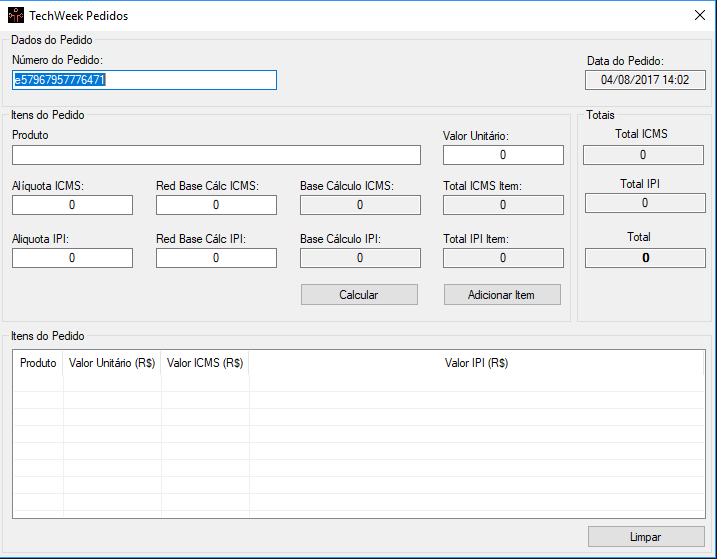 TechWeek Pedidos
Dados do Pedido
Número do Pedido:
Data do Pedido:
e57967957776471
04/08/2017 14:02
Itens do Pedido
Totais
Produto
Valor Unitário:
Total ICMS
0
0
Alíquota ICMS:
Red Base Cálc ICMS:
Base Cálculo ICMS:
Total ICMS Item:
Total IPI
0
0
0
0
0
Aliquota IPI:
Red Base Cálc IPI:
Base Cálculo IPI:
Total IPI Item:
Total
0
0
0
0
0
Calcular
Adicionar Item
Itens do Pedido
Produto
Valor Unitário (R$)
Valor ICMS (R$)
Valor IPI (R$)
Limpar